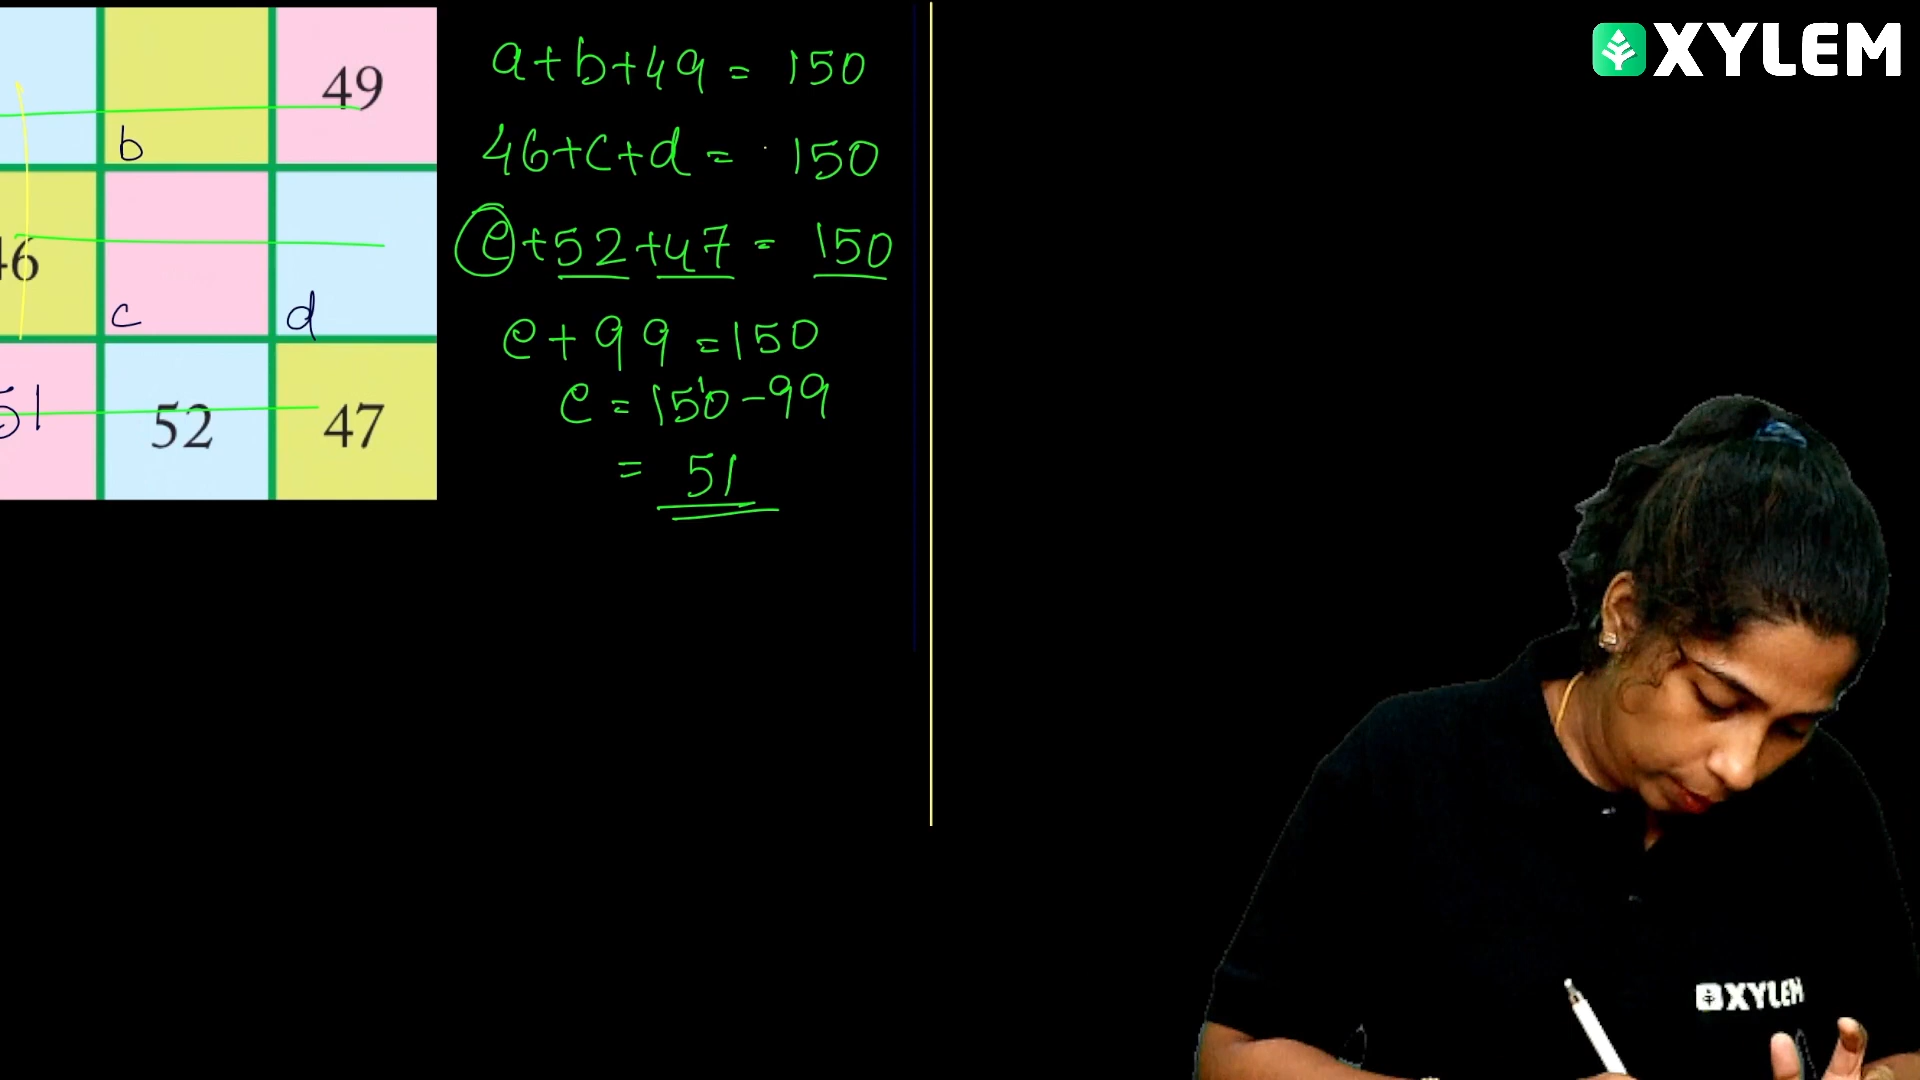 XYLEM
49
b
46
c
d
51
52
47
a+b+49 = 150
46+c+d = 150
e+52+47 = 150
e+99=150
e=150-99
= 51
XYLEM